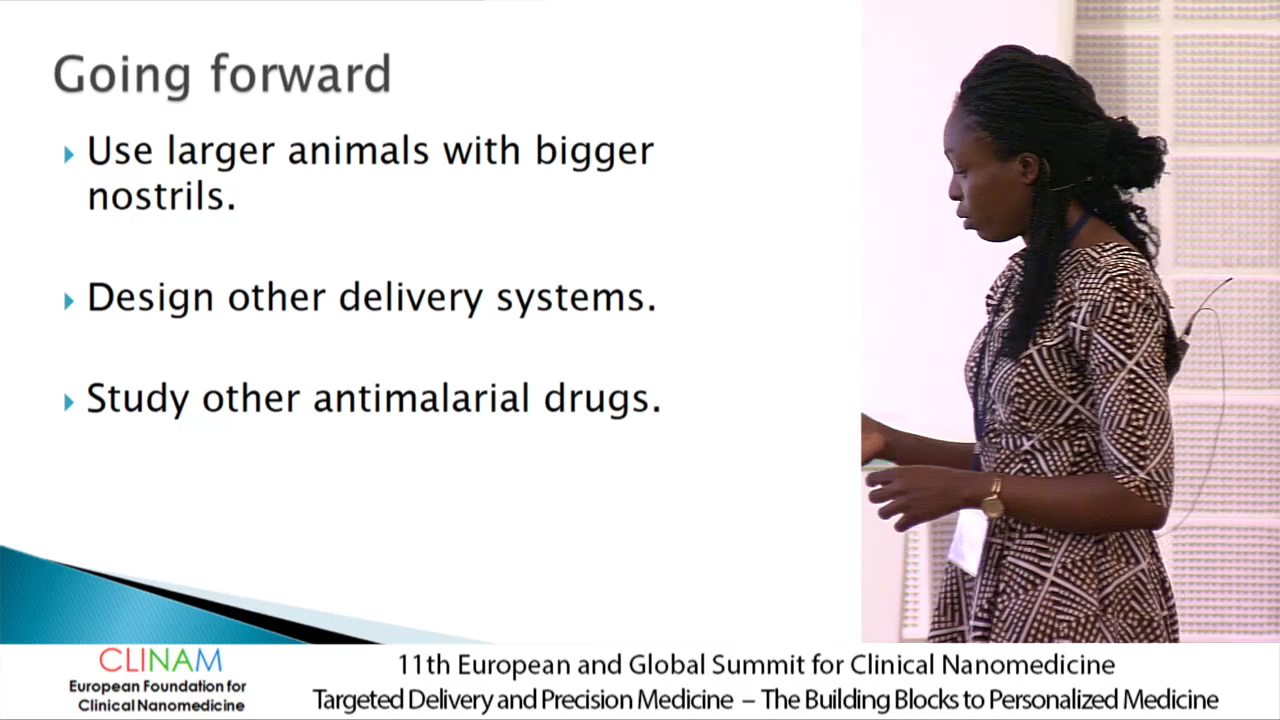 Going forward
Use larger animals with bigger
nostrils.
Design other delivery systems.
Study other antimalarial drugs.
CLINAM
European Foundation for
Clinical Nanomedicine
11th European and Global Summit for Clinical Nanomedicine
Targeted Delivery and Precision Medicine – The Building Blocks to Personalized Medicine